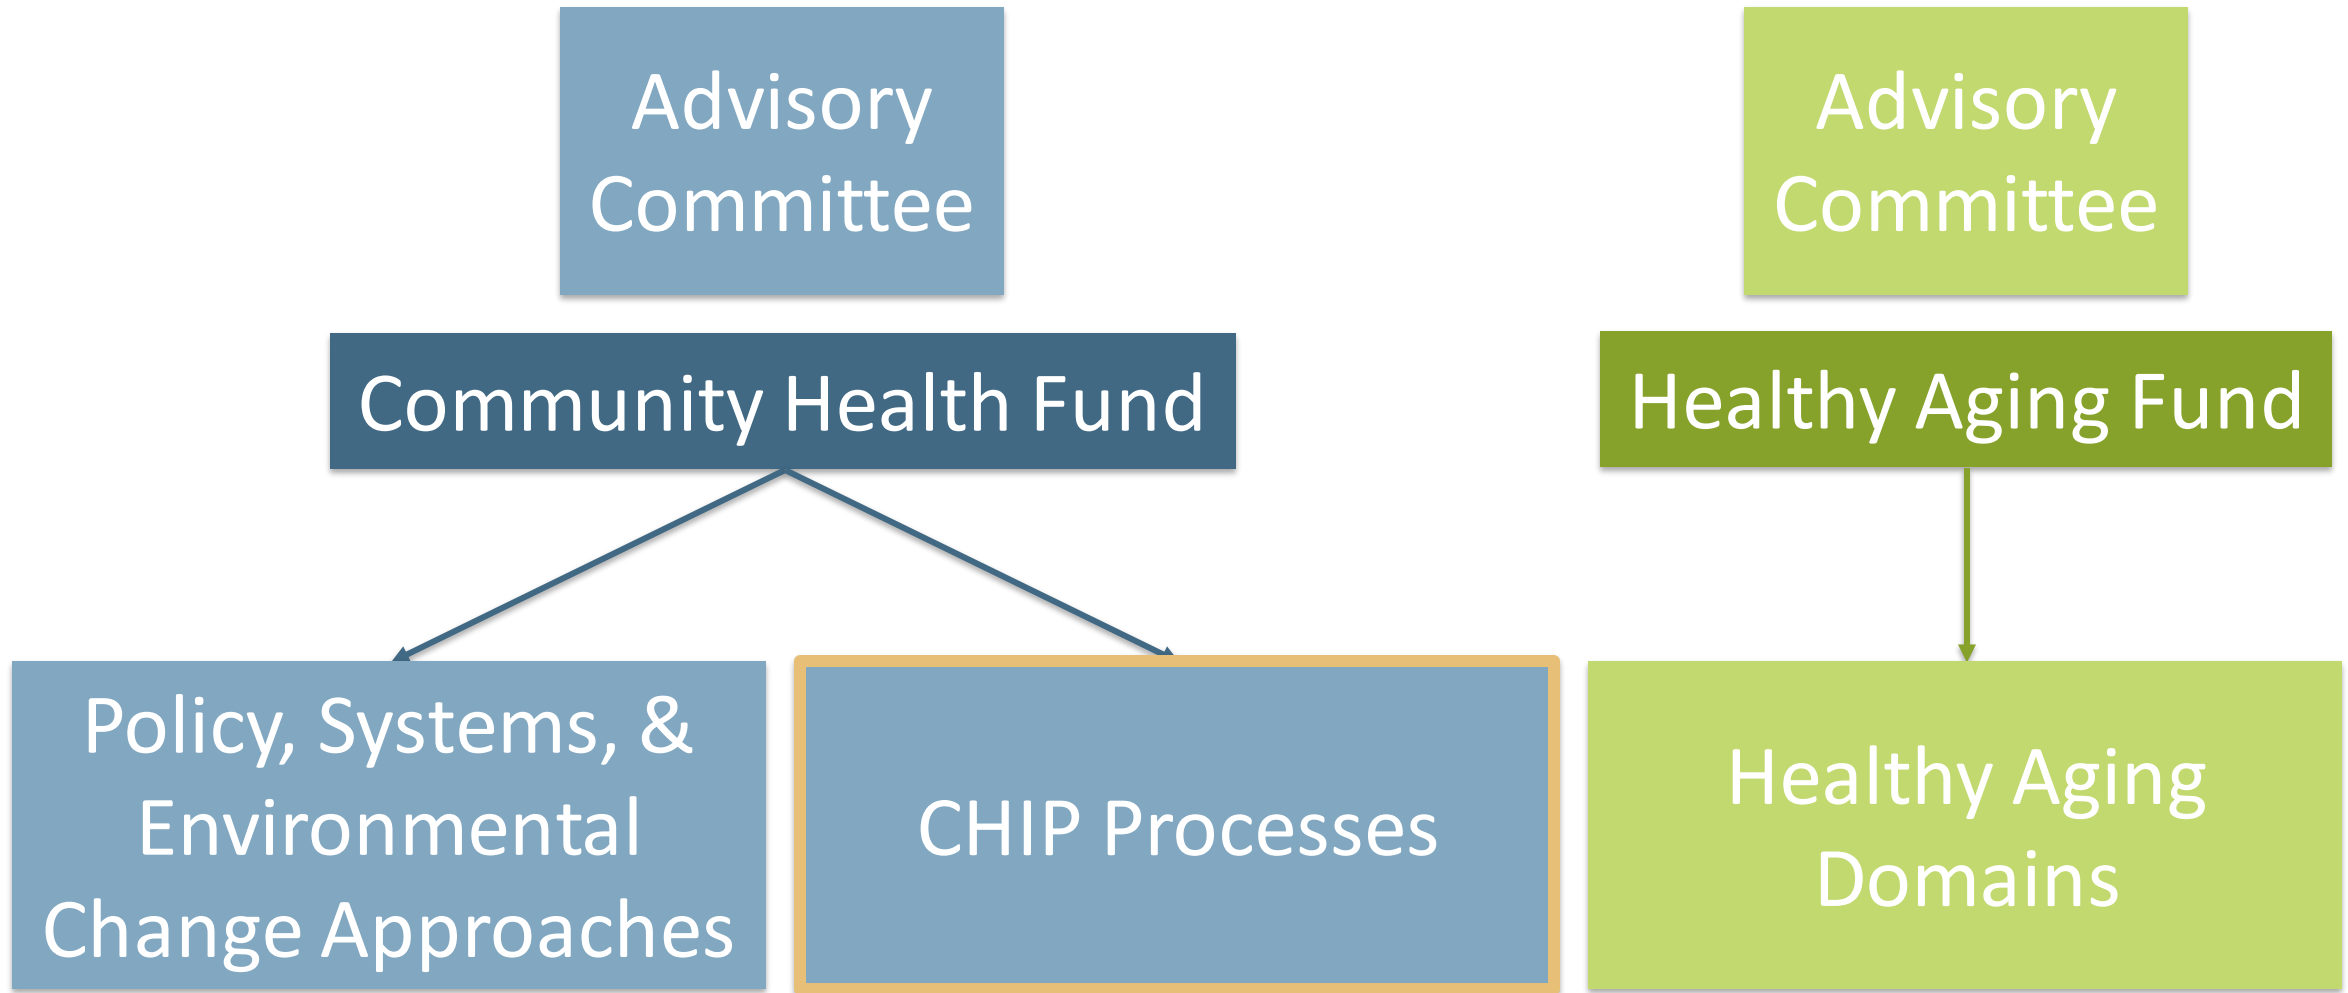 Advisory
Committee
Advisory
Committee
Community Health Fund
Healthy Aging Fund
Policy, Systems, &
Environmental
Change Approaches
CHIP Processes
Healthy Aging
Domains